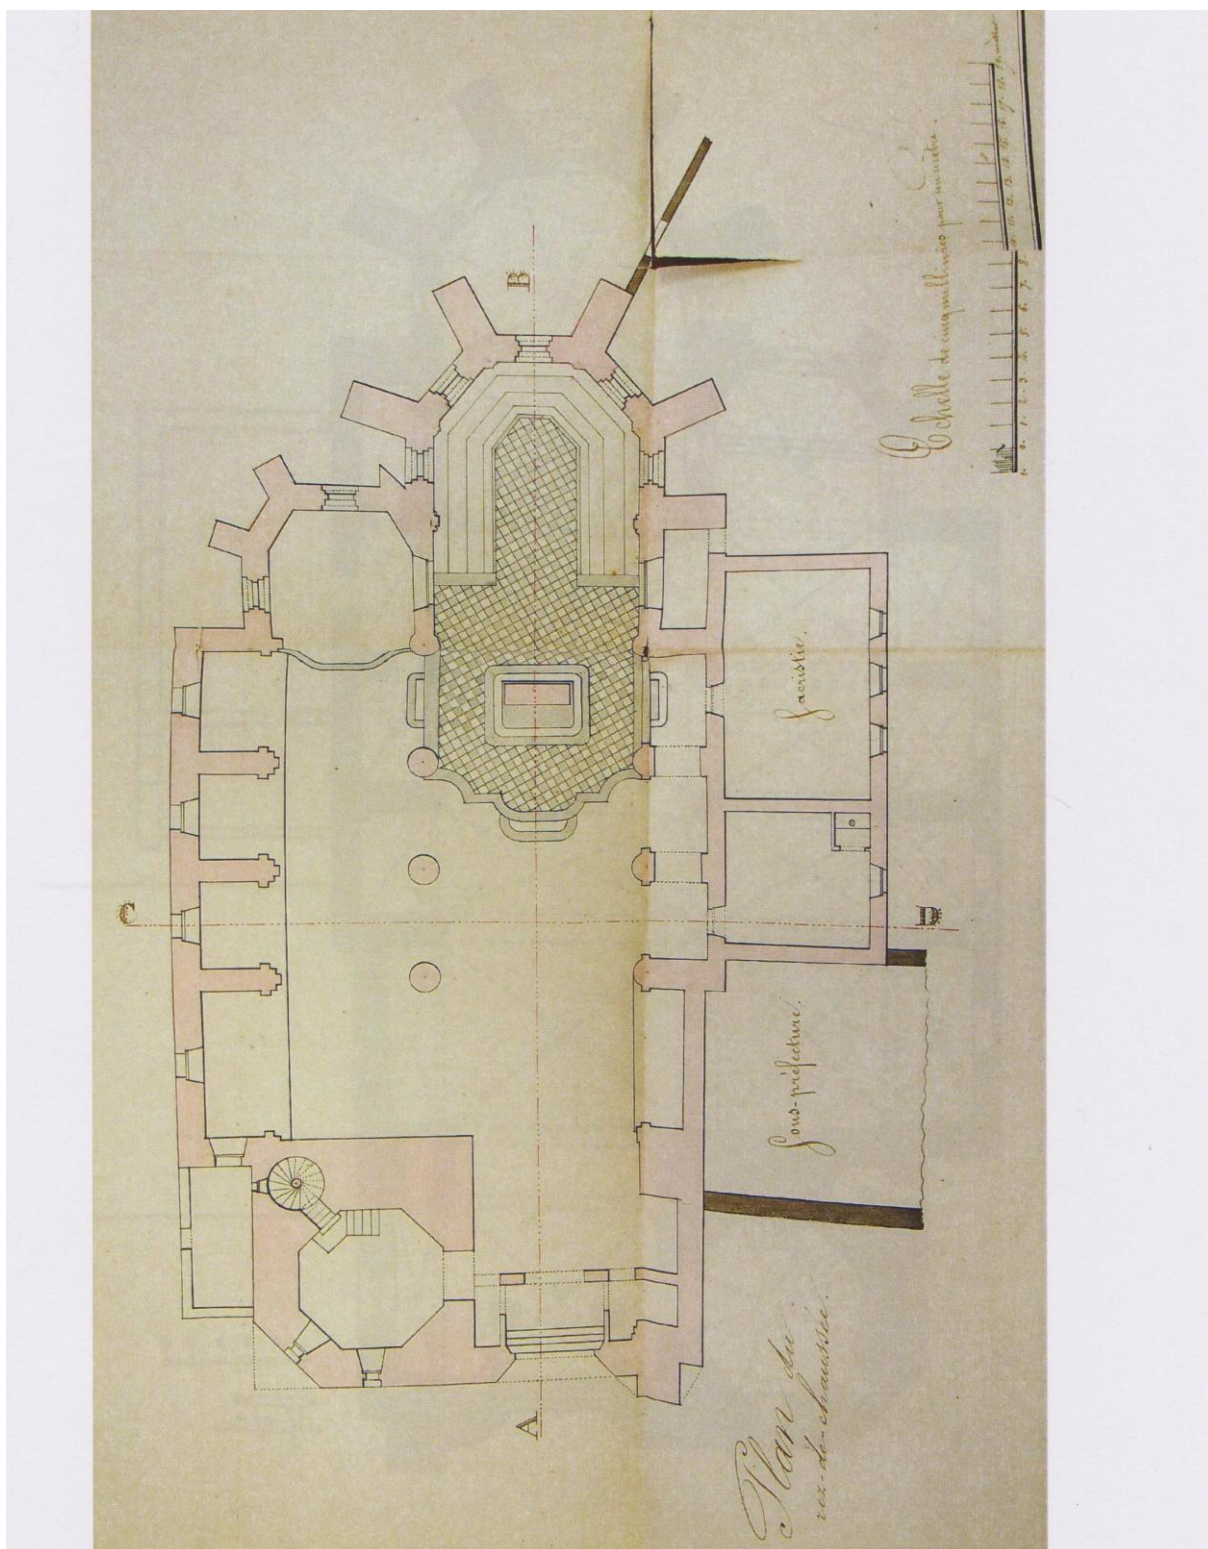 B
Echelle de cinq millimètres pour un mètre.
Sacristie.
C
D
Sous-préfecture.
A
Plan du
rez-de-chaussée.